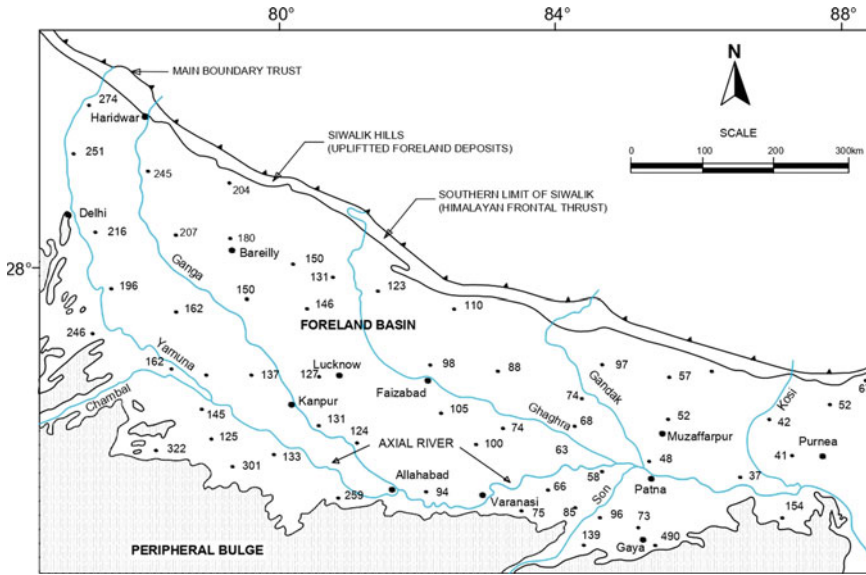 80°
84°
88°
N
MAIN BOUNDARY TRUST
274
Haridwar
SCALE
SIWALIK HILLS
(UPLIFTTED FORELAND DEPOSITS)
0 100 200 300km
251
245
204
SOUTHERN LIMIT OF SIWALIK
(HIMALAYAN FRONTAL THRUST)
Delhi
216
207
180
Bareilly
Ganga
28°
150
131
123
196
150
162
146
110
FORELAND BASIN
246
Yamuna
162
137
127
Lucknow
98
88
97
57
Faizabad
Gandak
Kosi
6
Chambal
Kanpur
145
131
105
74
74
Ghaghra
68
52
52
42
Muzaffarpur
125
124
AXIAL RIVER
100
63
Purnea
322
133
48
41
301
58
Allahabad
94
66
Patna
37
259
Varanasi
Son
75
85
96
73
154
PERIPHERAL BULGE
139
Gaya
490